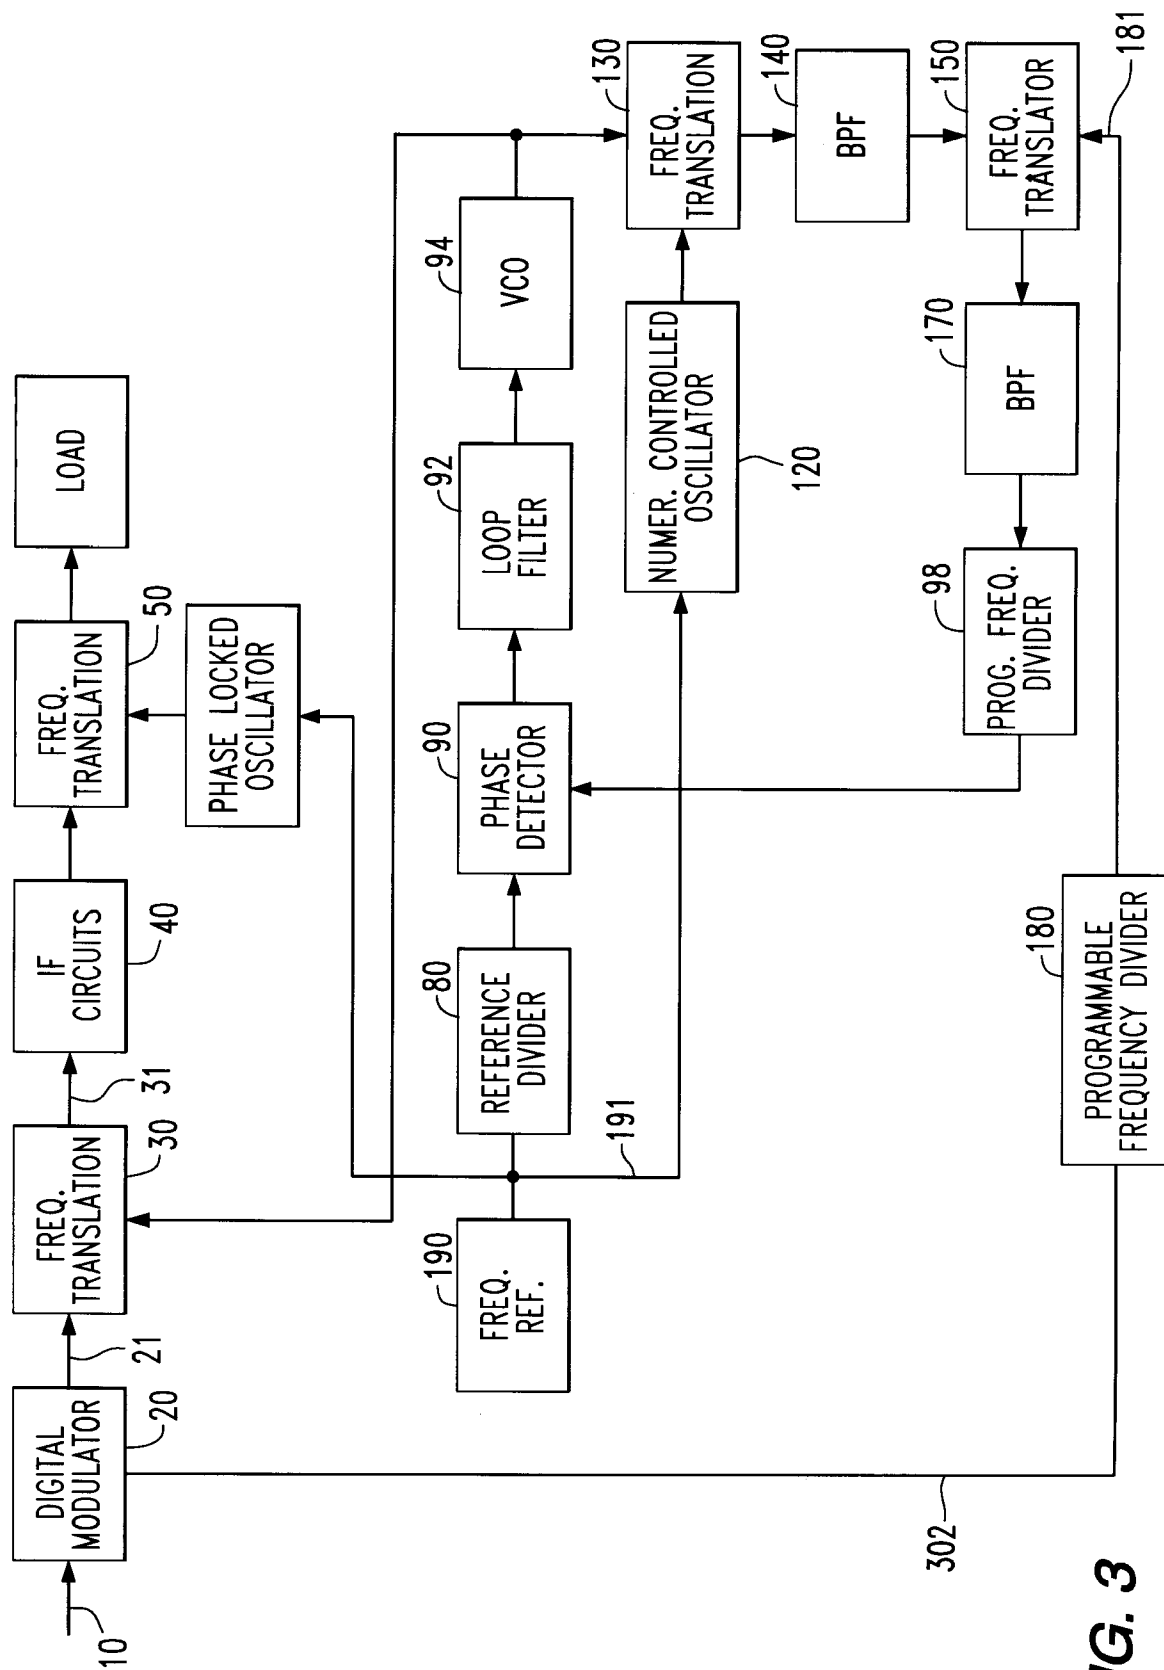 10
DIGITAL
MODULATOR
20
21
FREQ.
TRANSLATION
30
31
IF
CIRCUITS
40
FREQ.
TRANSLATION
50
LOAD
PHASE LOCKED
OSCILLATOR
190
FREQ.
REF.
191
80
REFERENCE
DIVIDER
90
PHASE
DETECTOR
92
LOOP
FILTER
94
VCO
NUMER. CONTROLLED
OSCILLATOR
120
130
FREQ.
TRANSLATION
140
BPF
98
PROG. FREQ.
DIVIDER
170
BPF
150
FREQ.
TRANSLATOR
181
302
180
PROGRAMMABLE
FREQUENCY DIVIDER
3